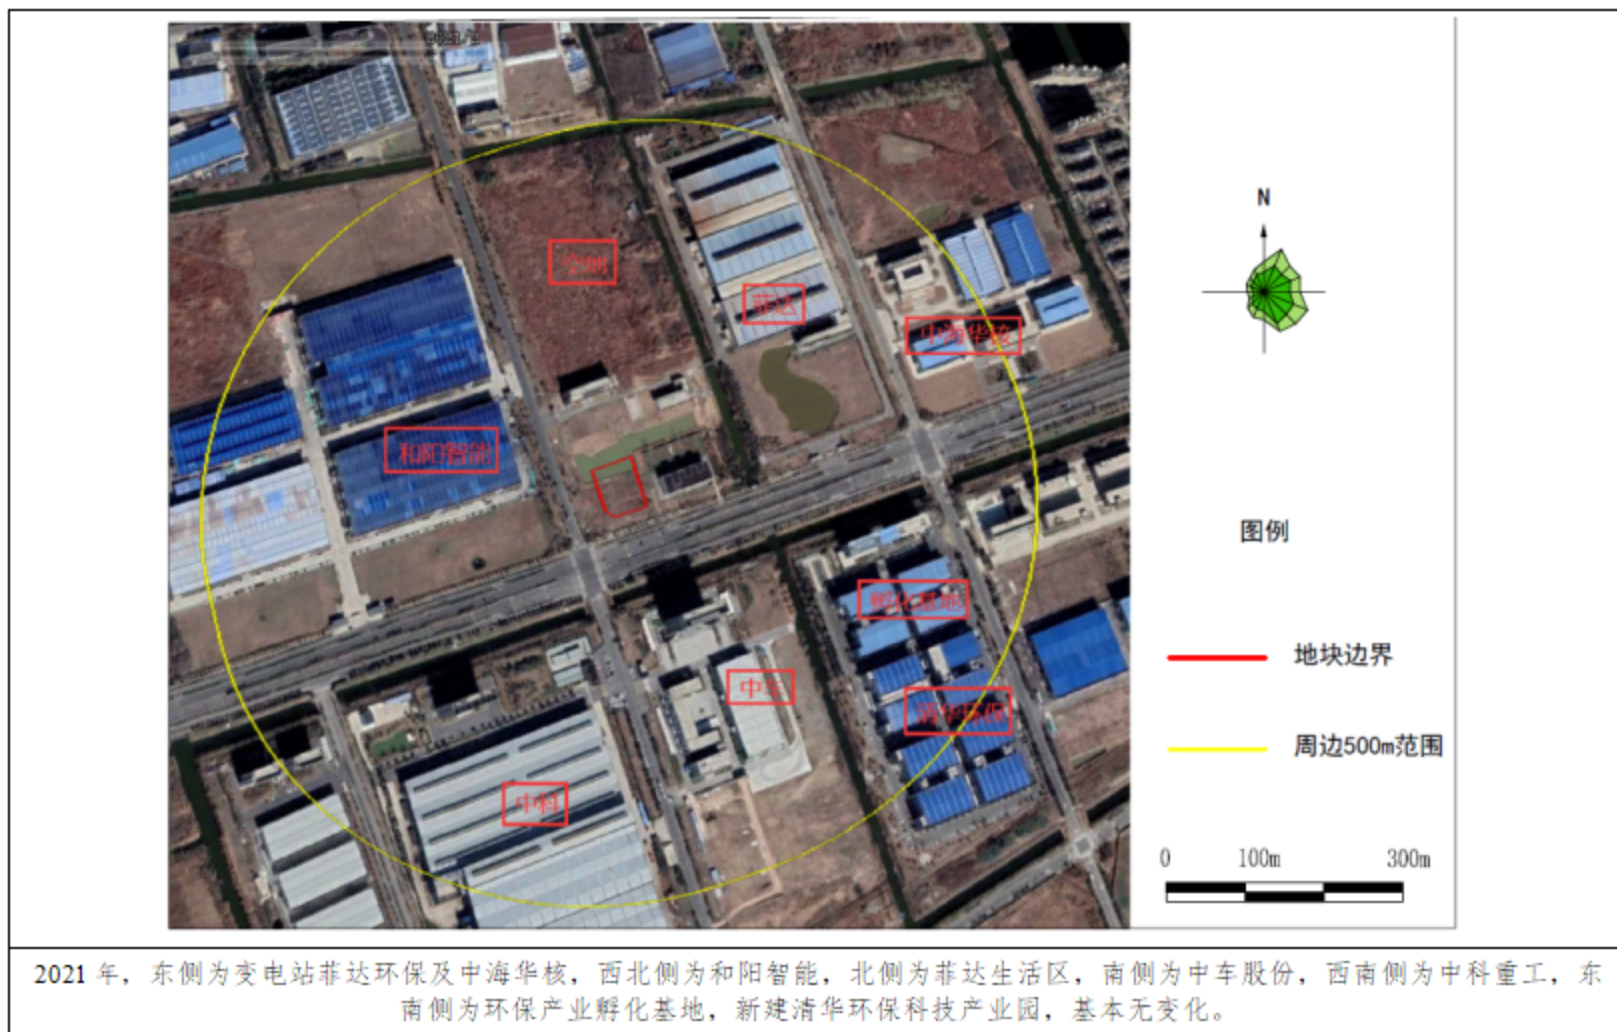 空地
菲达
中海华核
和阳智能
孵化基地
中车
清华环保
中科
N
图例
地块边界
周边500m范围
0 100m 300m
2021 年，东侧为变电站菲达环保及中海华核，西北侧为和阳智能，北侧为菲达生活区，南侧为中车股份，西南侧为中科重工，东
南侧为环保产业孵化基地，新建清华环保科技产业园，基本无变化。